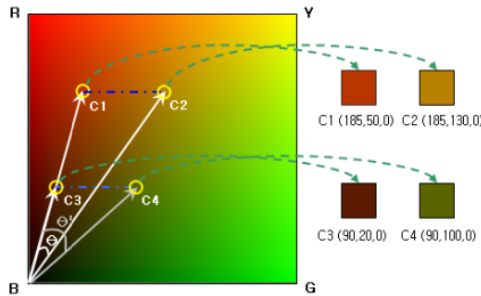 R
Y
C1
C2
C1 (185,50,0)
C2 (185,130,0)
C3
C4
Θ'
Θ
C3 (90,20,0)
C4 (90,100,0)
B
G